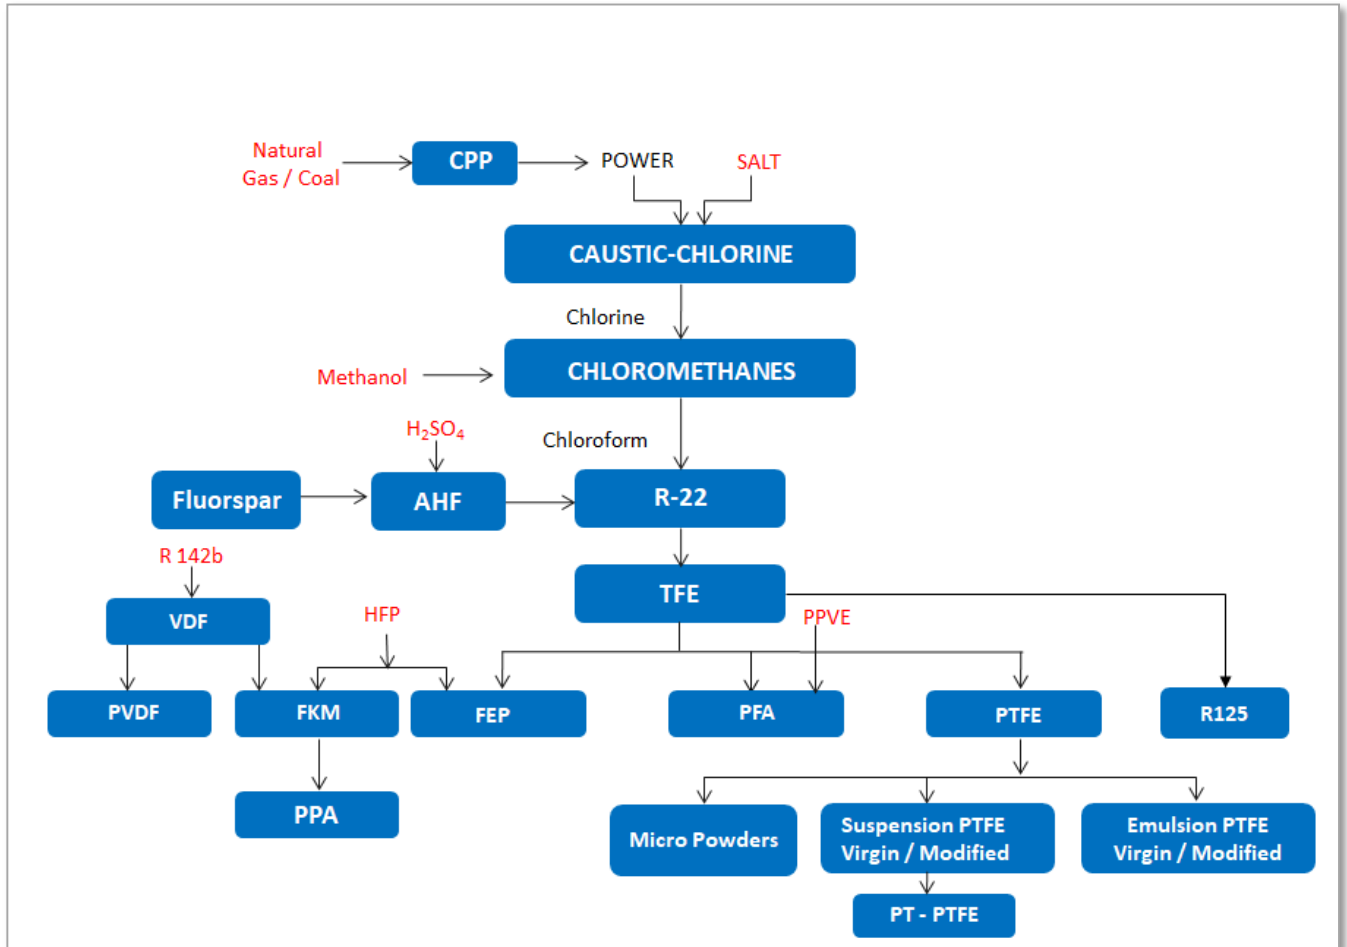 Natural
Gas / Coal
CPP
POWER
SALT
CAUSTIC-CHLORINE
Chlorine
CHLOROMETHANES
Methanol
H₂SO₄
Chloroform
Fluorspar
AHF
R-22
R 142b
TFE
VDF
HFP
PPVE
PVDF
FKM
FEP
PFA
PTFE
R125
PPA
Micro Powders
Suspension PTFE
Virgin / Modified
Emulsion PTFE
Virgin / Modified
PT - PTFE